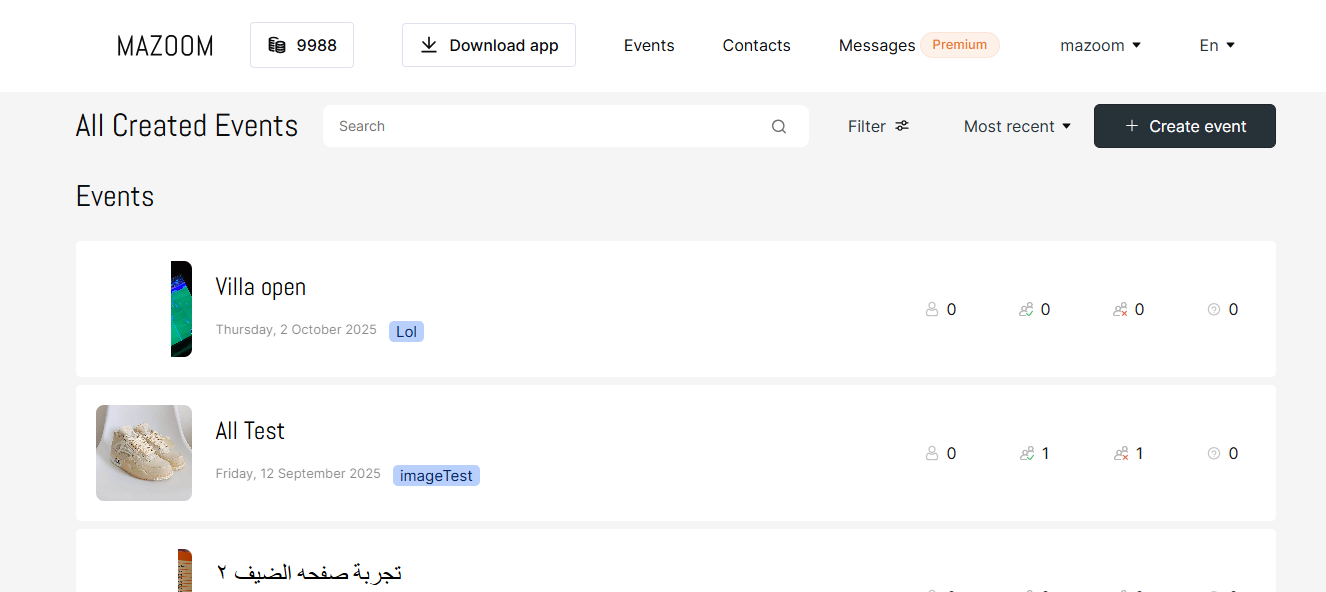 MAZOOM 9988 Download app Events Contacts Messages Premium mazoom En
All Created Events Search Filter Most recent + Create event
Events
Villa open
Thursday, 2 October 2025 Lol
0 0 0 0
All Test
Friday, 12 September 2025 imageTest
0 1 1 0
تجربة صفحه الضيف ٢